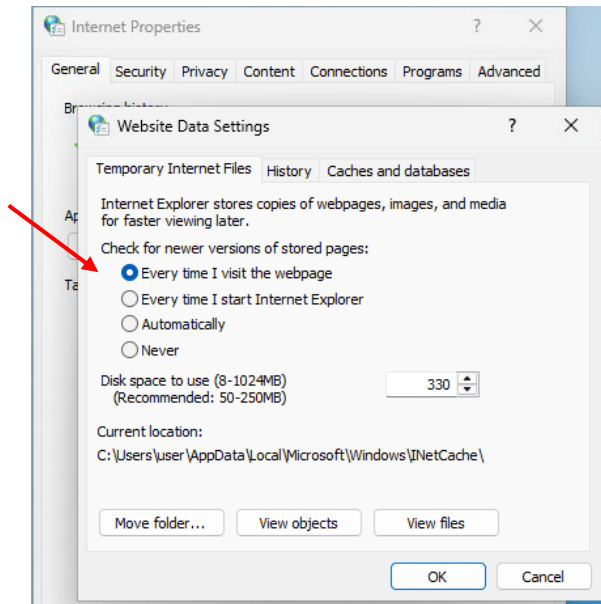 Internet Properties ?
General Security Privacy Content Connections Programs Advanced
Website Data Settings ?
Temporary Internet Files History Caches and databases
Internet Explorer stores copies of webpages, images, and media
for faster viewing later.
Check for newer versions of stored pages:
Every time I visit the webpage
Every time I start Internet Explorer
Automatically
Never
Disk space to use (8-1024MB) 330
(Recommended: 50-250MB)
Current location:
C:\Users\user\AppData\Local\Microsoft\Windows\INetCache\
Move folder... View objects View files
OK Cancel